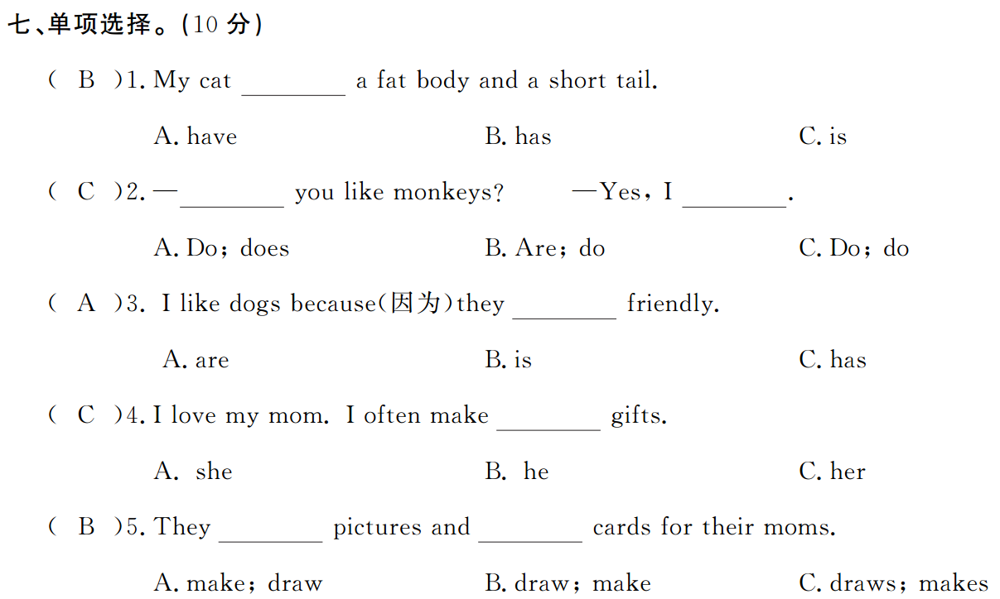 七、单项选择。(10 分)
( B )1. My cat ________ a fat body and a short tail.
A. have B. has C. is
( C )2. —________ you like monkeys? —Yes, I ________.
A. Do; does B. Are; do C. Do; do
( A )3. I like dogs because(因为)they ________ friendly.
A. are B. is C. has
( C )4. I love my mom. I often make ________ gifts.
A. she B. he C. her
( B )5. They ________ pictures and ________ cards for their moms.
A. make; draw B. draw; make C. draws; makes